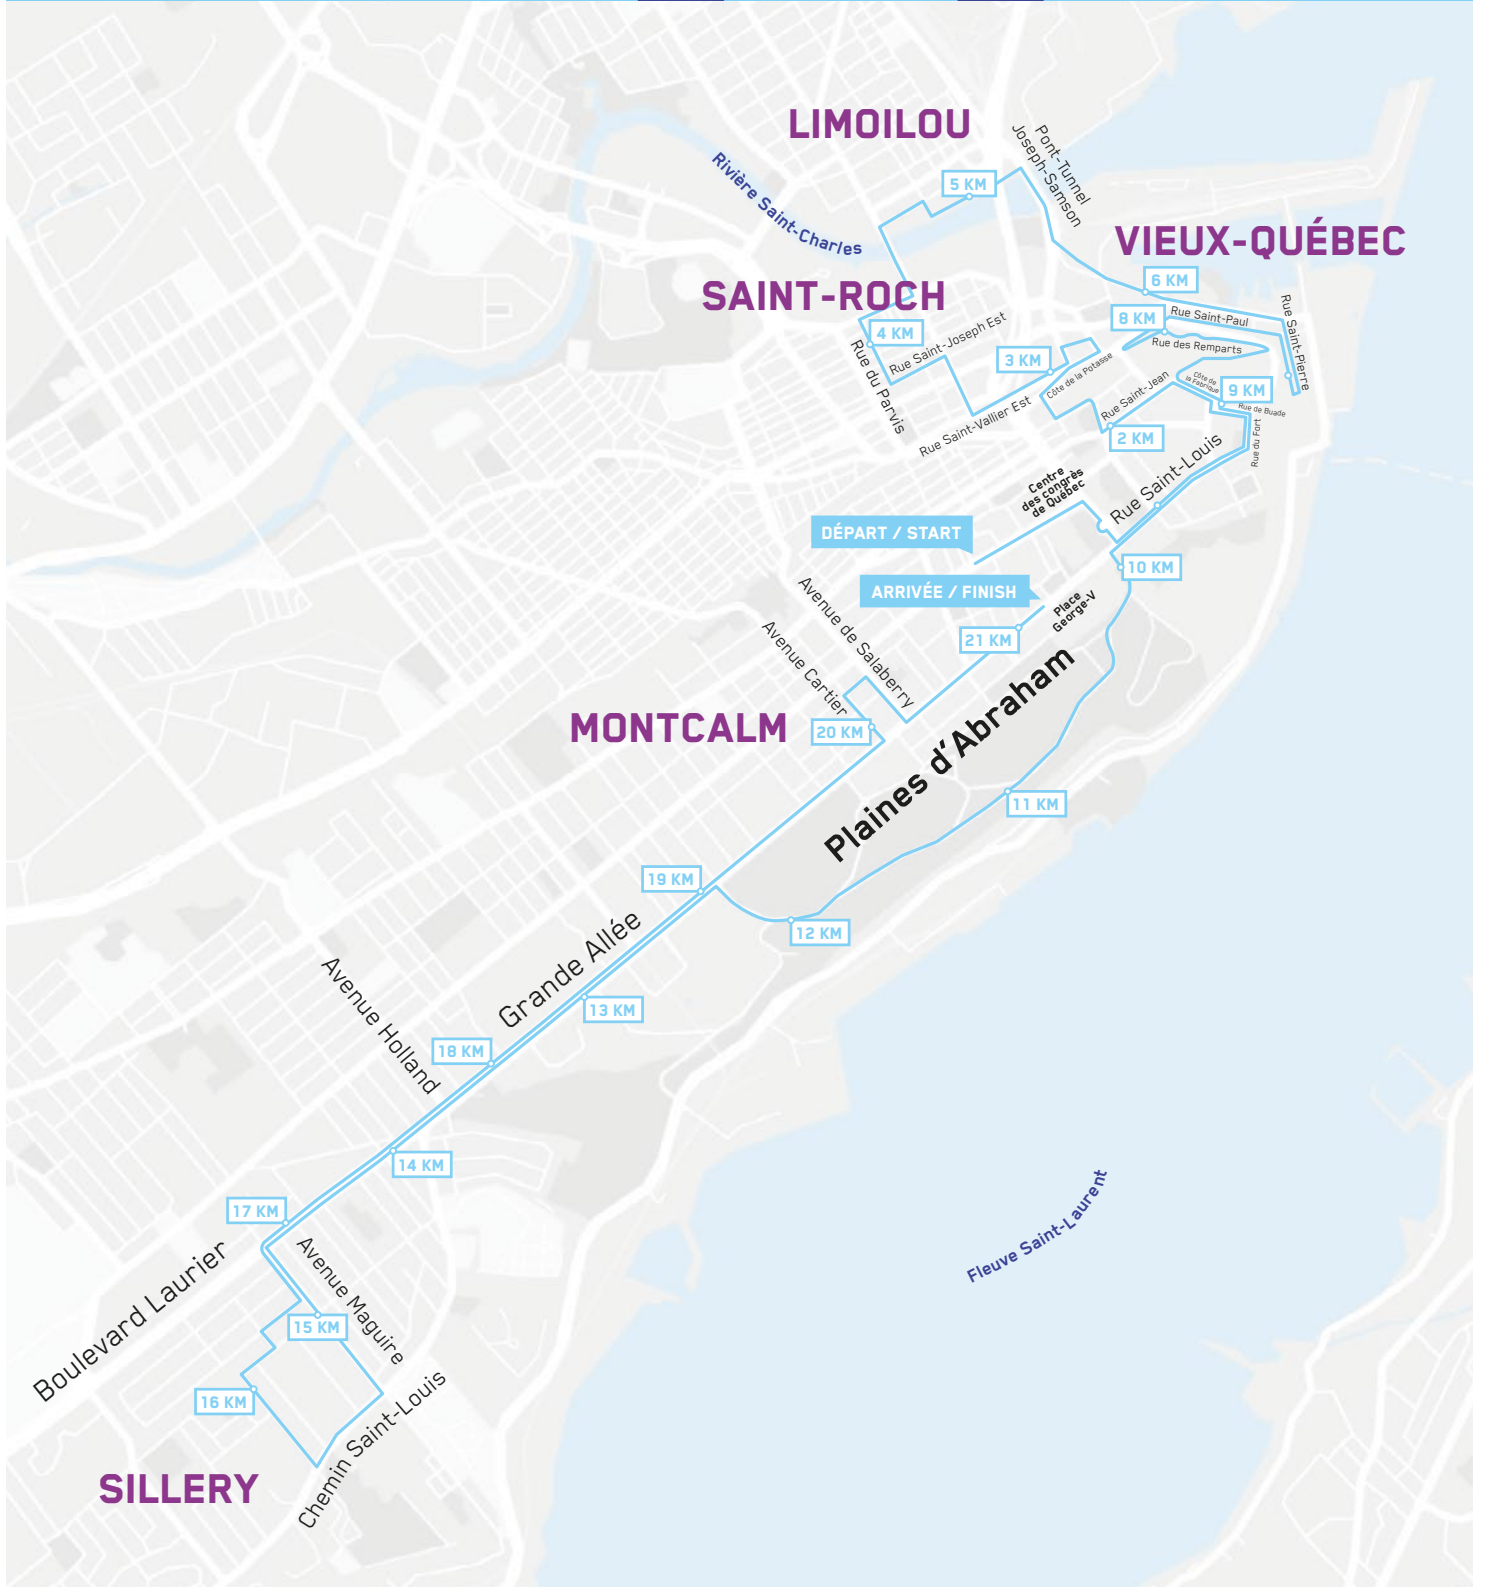 LIMOILOU
Pont-Tunnel
Joseph-Samson
Rivière Saint-Charles
5 KM
VIEUX-QUÉBEC
6 KM
SAINT-ROCH
8 KM
Rue Saint-Paul
Rue Saint-Pierre
4 KM
Rue Saint-Joseph Est
Rue des Remparts
Rue du Parvis
3 KM
Côte de la Potasse
Côte de
la Fabrique
9 KM
Rue Saint-Jean
Rue de Buade
Rue Saint-Vallier Est
2 KM
Rue du Fort
Rue Saint-Louis
Centre
des congrès
de Québec
DÉPART / START
10 KM
ARRIVÉE / FINISH
Place
George-V
Avenue de Salaberry
Avenue Cartier
21 KM
Plaines d'Abraham
MONTCALM
20 KM
11 KM
19 KM
12 KM
Grande Allée
Avenue Holland
13 KM
18 KM
14 KM
17 KM
Fleuve Saint-Laurent
Boulevard Laurier
Avenue Maguire
15 KM
16 KM
Chemin Saint-Louis
SILLERY